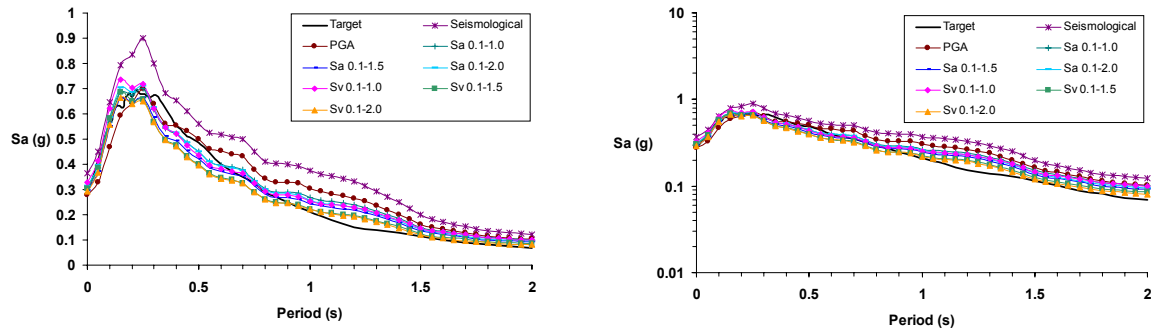 Target Seismological
PGA Sa 0.1-1.0
Sa 0.1-1.5 Sa 0.1-2.0
Sv 0.1-1.0 Sv 0.1-1.5
Sv 0.1-2.0
1
0.9
0.8
0.7
0.6
0.5
0.4
0.3
0.2
0.1
0
Sa (g)
0 0.5 1 1.5 2
Period (s)
Target Seismological
PGA Sa 0.1-1.0
Sa 0.1-1.5 Sa 0.1-2.0
Sv 0.1-1.0 Sv 0.1-1.5
Sv 0.1-2.0
10
1
0.1
0.01
Sa (g)
0 0.5 1 1.5 2
Period (s)